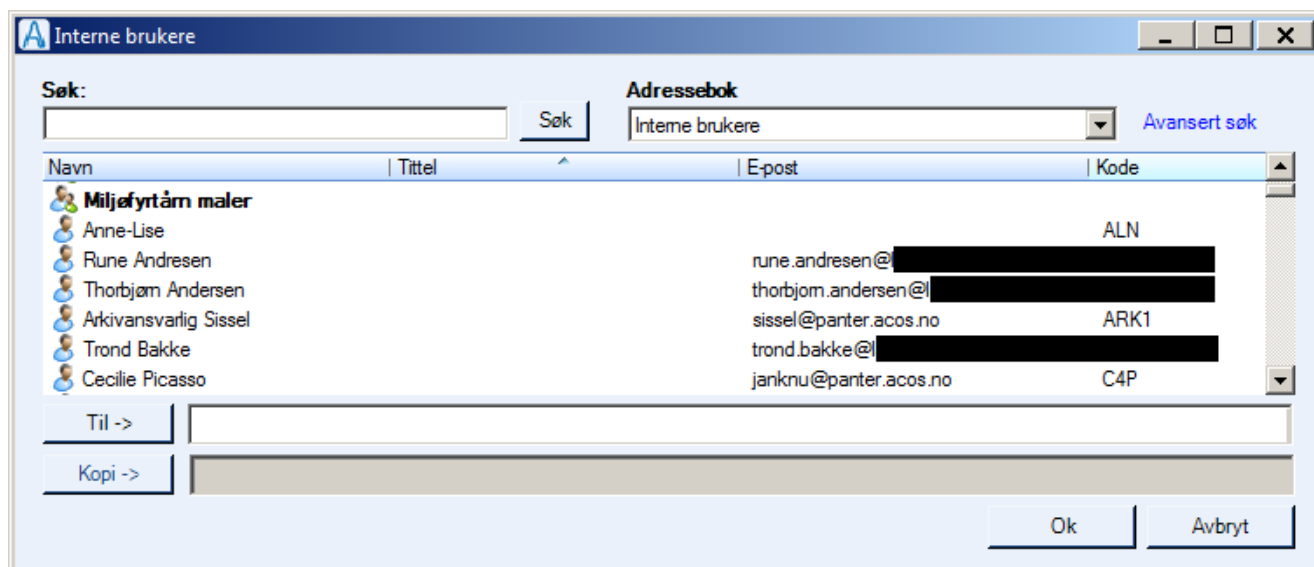 Interne brukere
Søk: Adressebok
Søk Interne brukere Avansert søk
Navn Tittel E-post Kode
Miljøfyrtårn maler
Anne-Lise ALN
Rune Andresen rune.andresen@
Thorbjørn Andersen thorbjorn.andersen@
Arkivansvarlig Sissel sissel@panter.acos.no ARK1
Trond Bakke trond.bakke@
Cecilie Picasso janknu@panter.acos.no C4P
Til ->
Kopi ->
Ok Avbryt